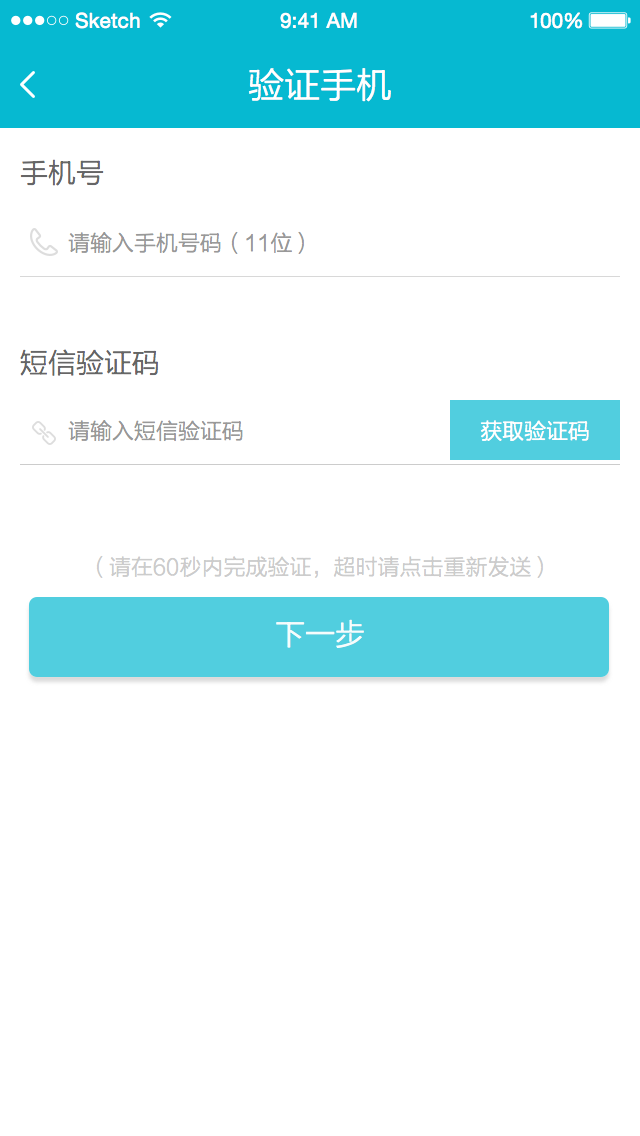 Sketch 9:41 AM 100%
验证手机
手机号
请输入手机号码（11位）
短信验证码
请输入短信验证码 获取验证码
（请在60秒内完成验证，超时请点击重新发送）
下一步